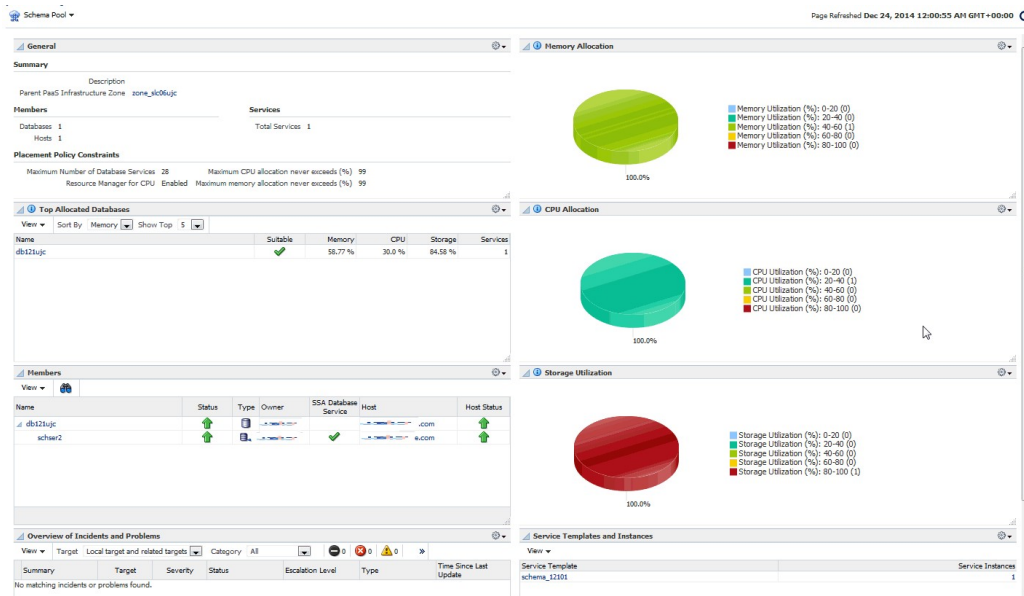 Schema Pool
Page Refreshed Dec 24, 2014 12:00:55 AM GMT+00:00
General
Summary
Description
Parent PaaS Infrastructure Zone zone_slc06ujc
Members Services
Databases 1 Total Services 1
Hosts 1
Placement Policy Constraints
Maximum Number of Database Services 28 Maximum CPU allocation never exceeds (%) 99
Resource Manager for CPU Enabled Maximum memory allocation never exceeds (%) 99
Memory Allocation
100.0%
Memory Utilization (%): 0-20 (0)
Memory Utilization (%): 20-40 (0)
Memory Utilization (%): 40-60 (1)
Memory Utilization (%): 60-80 (0)
Memory Utilization (%): 80-100 (0)
Top Allocated Databases
View Sort By Memory Show Top 5
Name Suitable Memory CPU Storage Services
db121ujc 58.77 % 30.0 % 84.58 % 1
CPU Allocation
100.0%
CPU Utilization (%): 0-20 (0)
CPU Utilization (%): 20-40 (1)
CPU Utilization (%): 40-60 (0)
CPU Utilization (%): 60-80 (0)
CPU Utilization (%): 80-100 (0)
Members
View
Name Status Type Owner SSA Database Service Host Host Status
db121ujc .com
schser2 e.com
Storage Utilization
100.0%
Storage Utilization (%): 0-20 (0)
Storage Utilization (%): 20-40 (0)
Storage Utilization (%): 40-60 (0)
Storage Utilization (%): 60-80 (0)
Storage Utilization (%): 80-100 (1)
Overview of Incidents and Problems
View Target Local target and related targets Category All 0 0 0 »
Summary Target Severity Status Escalation Level Type Time Since Last Update
No matching incidents or problems found.
Service Templates and Instances
View
Service Template Service Instances
schema_12101 1